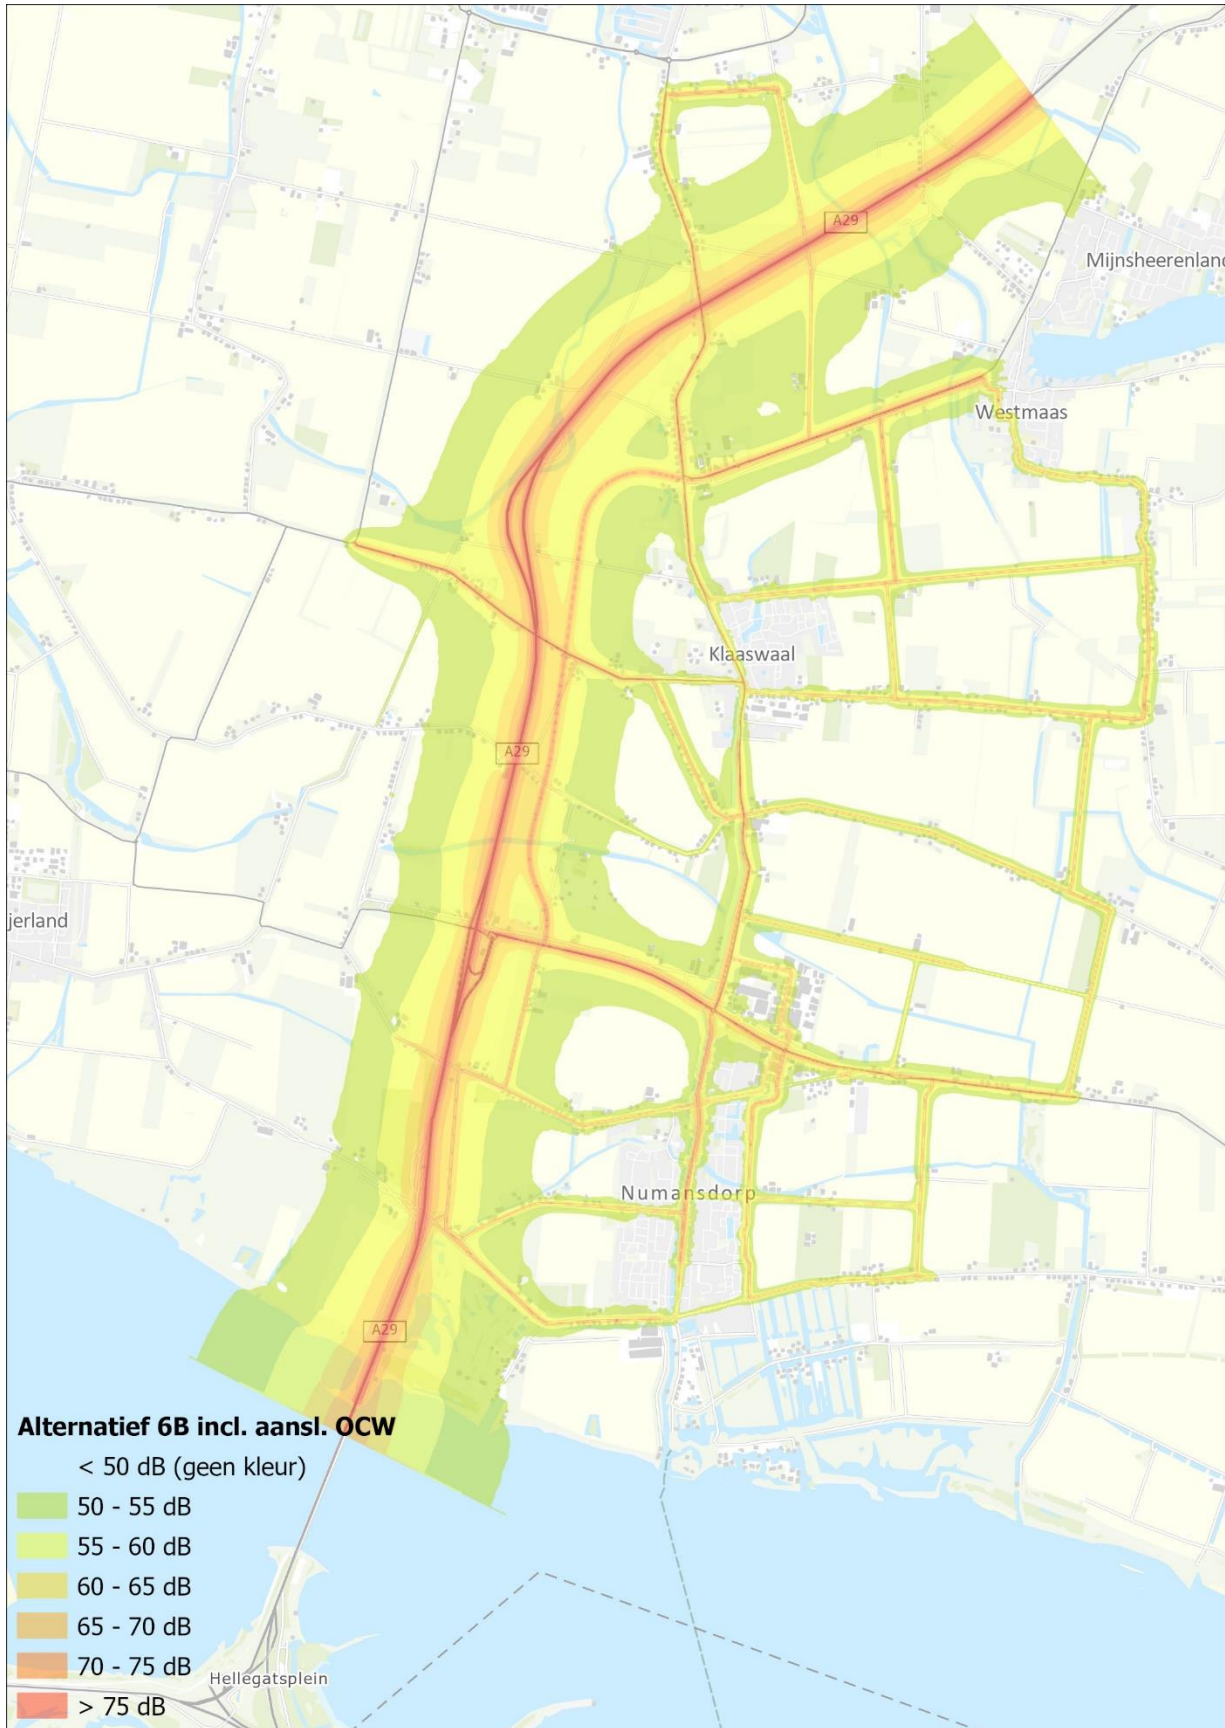 A29
Mijnsheerenland
Westmaas
Klaaswaal
A29
jerland
Numansdorp
A29
Alternatief 6B incl. aansl. OCW
< 50 dB (geen kleur)
50 - 55 dB
55 - 60 dB
60 - 65 dB
65 - 70 dB
70 - 75 dB
> 75 dB
Hellegatsplein